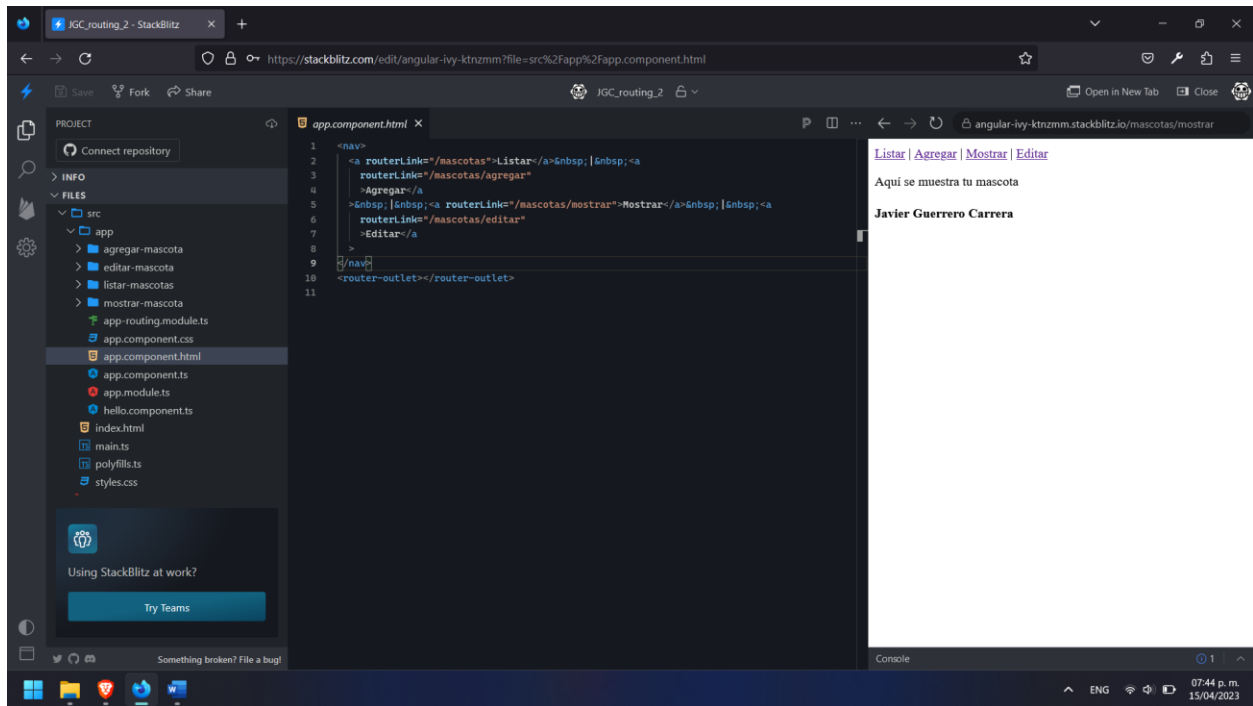 JGC_routing_2 - StackBlitz
https://stackblitz.com/edit/angular-ivy-ktnzmm?file=src%2Fapp%2Fapp.component.html
Save Fork Share JGC_routing_2 Open in New Tab Close
PROJECT
Connect repository
INFO
FILES
src
app
agregar-mascota
editar-mascota
listar-mascotas
mostrar-mascota
app-routing.module.ts
app.component.css
app.component.html
app.component.ts
app.module.ts
hello.component.ts
index.html
main.ts
polyfills.ts
styles.css
Using StackBlitz at work?
Try Teams
Something broken? File a bug!
app.component.html
1 <nav>
2 <a routerLink="/mascotas">Listar</a>&nbsp;|&nbsp;<a
3 routerLink="/mascotas/agregar"
4 >Agregar</a
5 >&nbsp;|&nbsp;<a routerLink="/mascotas/mostrar">Mostrar</a>&nbsp;|&nbsp;<a
6 routerLink="/mascotas/editar"
7 >Editar</a
8 >
9 </nav>
10 <router-outlet></router-outlet>
11
angular-ivy-ktnzmm.stackblitz.io/mascotas/mostrar
Listar | Agregar | Mostrar | Editar
Aquí se muestra tu mascota
Javier Guerrero Carrera
Console 1
ENG
07:44 p. m.
15/04/2023